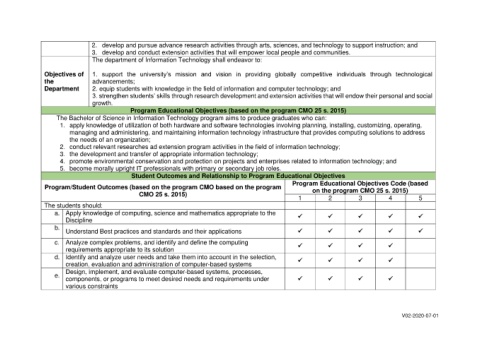 2. develop and pursue advance research activities through arts, sciences, and technology to support instruction; and
3. develop and conduct extension activities that will empower local people and communities.
Objectives of the Department
The department of Information Technology shall endeavor to:
1. support the university's mission and vision in providing globally competitive individuals through technological
advancements;
2. equip students with knowledge in the field of information and computer technology; and
3. strengthen students' skills through research development and extension activities that will endow their personal and social
growth.
Program Educational Objectives (based on the program CMO 25 s. 2015)
The Bachelor of Science in Information Technology program aims to produce graduates who can:
1. apply knowledge of utilization of both hardware and software technologies involving planning, installing, customizing, operating,
managing and administering, and maintaining information technology infrastructure that provides computing solutions to address
the needs of an organization;
2. conduct relevant researches ad extension program activities in the field of information technology;
3. the development and transfer of appropriate information technology;
4. promote environmental conservation and protection on projects and enterprises related to information technology; and
5. become morally upright IT professionals with primary or secondary job roles.
Student Outcomes and Relationship to Program Educational Objectives
Program/Student Outcomes (based on the program CMO based on the program
CMO 25 s. 2015)
Program Educational Objectives Code (based
on the program CMO 25 s. 2015)
1 2 3 4 5
The students should:
a. Apply knowledge of computing, science and mathematics appropriate to the
Discipline ✓ ✓ ✓ ✓ ✓
b. Understand Best practices and standards and their applications ✓ ✓ ✓ ✓ ✓
c. Analyze complex problems, and identify and define the computing
requirements appropriate to its solution ✓ ✓ ✓ ✓
d. Identify and analyze user needs and take them into account in the selection,
creation, evaluation and administration of computer-based systems ✓ ✓ ✓ ✓
e. Design, implement, and evaluate computer-based systems, processes,
components, or programs to meet desired needs and requirements under
various constraints ✓ ✓ ✓ ✓
V02-2020-07-01